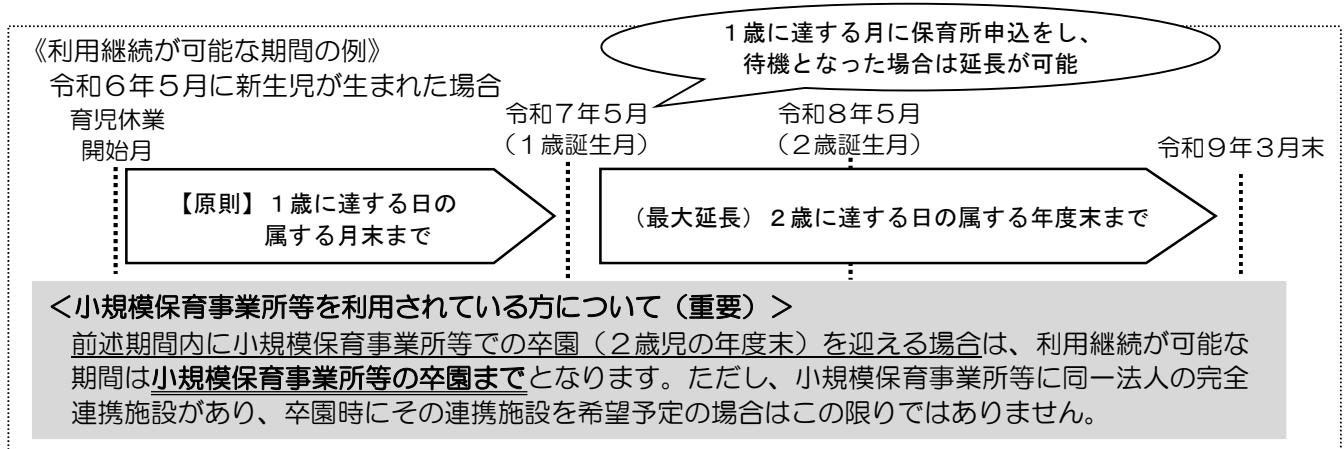 《利用継続が可能な期間の例》
令和６年５月に新生児が生まれた場合
１歳に達する月に保育所申込をし、
待機となった場合は延長が可能
育児休業
開始月
令和７年５月
（１歳誕生月）
令和８年５月
（２歳誕生月）
令和９年３月末
【原則】１歳に達する日の
属する月末まで
（最大延長）２歳に達する日の属する年度末まで
＜小規模保育事業所等を利用されている方について（重要）＞
前述期間内に小規模保育事業所等での卒園（２歳児の年度末）を迎える場合は、利用継続が可能な
期間は小規模保育事業所等の卒園までとなります。ただし、小規模保育事業所等に同一法人の完全
連携施設があり、卒園時にその連携施設を希望予定の場合はこの限りではありません。